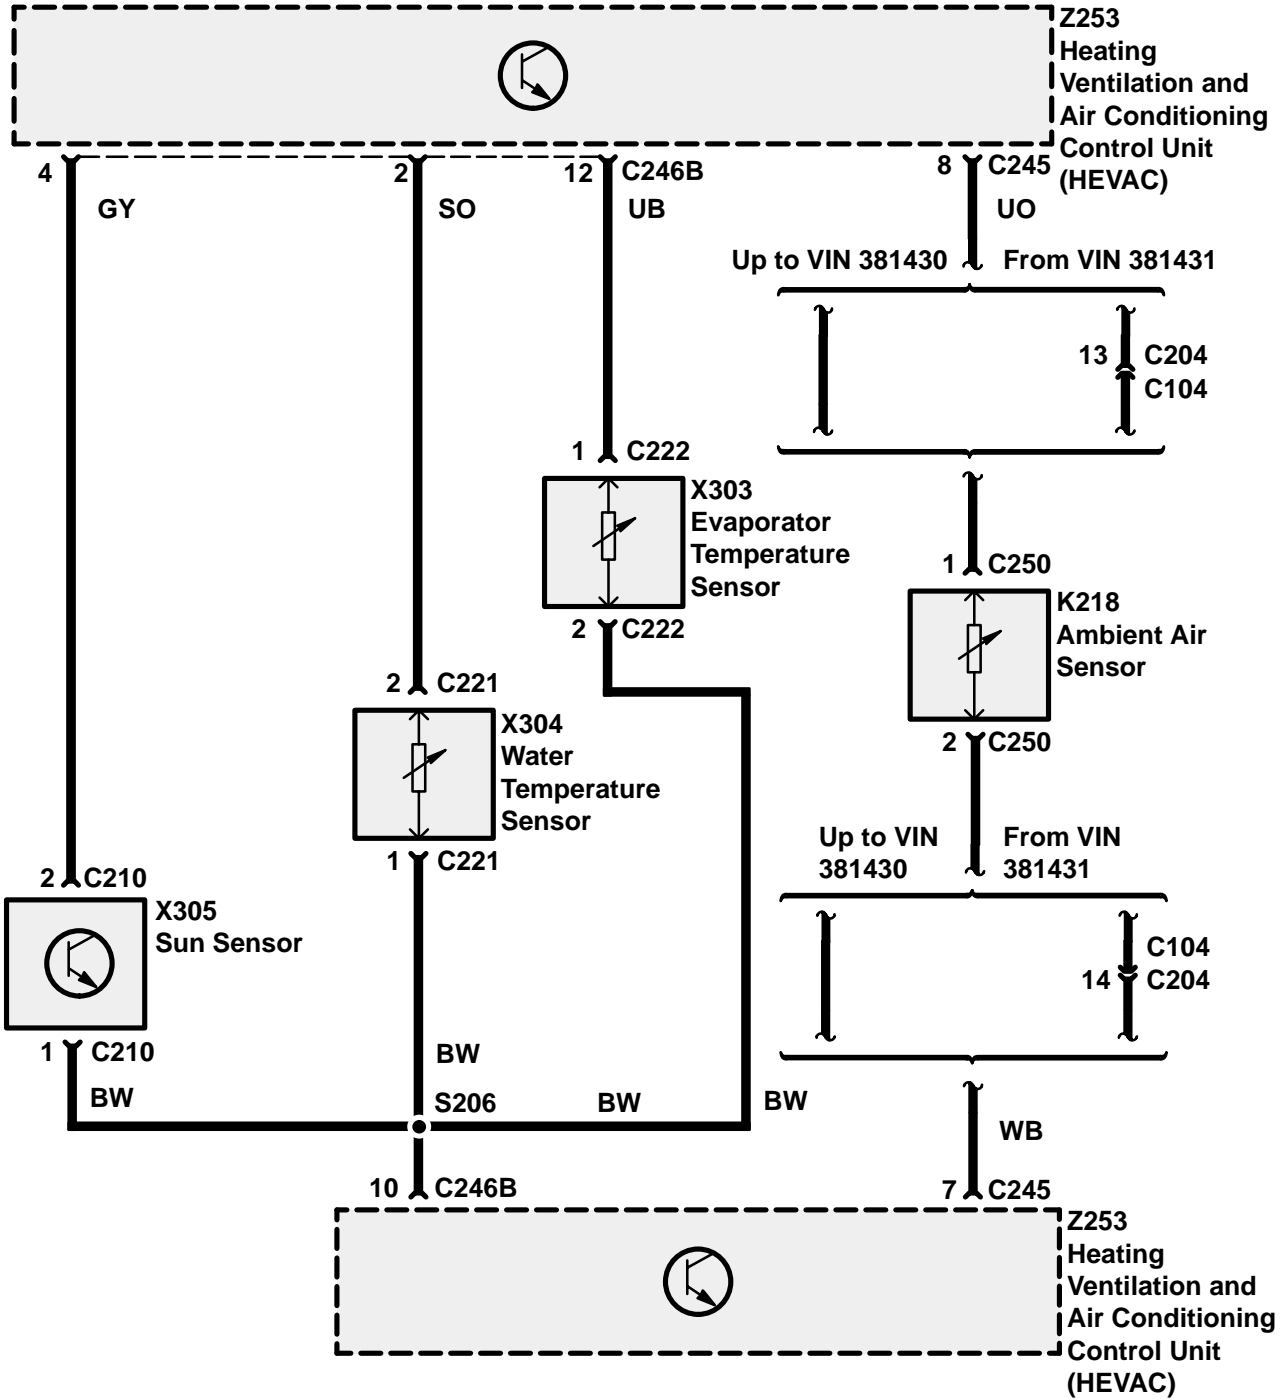 Z253
Heating
Ventilation and
Air Conditioning
Control Unit
(HEVAC)
4
2
12
C246B
8
C245
GY
SO
UB
UO
Up to VIN 381430
From VIN 381431
13
C204
C104
1
C222
X303
Evaporator
Temperature
Sensor
2
C222
1
C250
K218
Ambient Air
Sensor
2
C250
2
C221
X304
Water
Temperature
Sensor
1
C221
Up to VIN
381430
From VIN
381431
2
C210
X305
Sun Sensor
1
C210
C104
14
C204
BW
BW
S206
BW
BW
WB
10
C246B
7
C245
Z253
Heating
Ventilation and
Air Conditioning
Control Unit
(HEVAC)